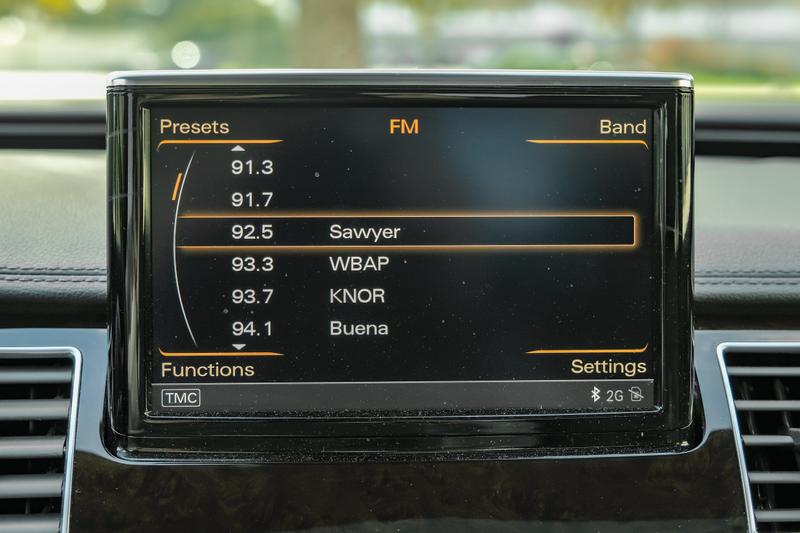 Presets FM Band
91.3
91.7
92.5 Sawyer
93.3 WBAP
93.7 KNOR
94.1 Buena
Functions Settings
TMC 2G